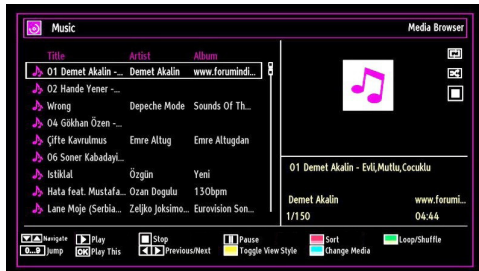 Music Media Browser
Title Artist Album
01 Demet Akalin -... Demet Akalin www.forumindi...
02 Hande Yener -...
Wrong Depeche Mode Sounds Of Th...
04 Gökhan Özen -...
Çifte Kavrulmus Emre Altug Emre Altugdan
06 Soner Kabadayi...
Istiklal Özgün Yeni
Hata feat. Mustafa... Ozan Dogulu 130bpm
Lane Moje (Serbia... Zeljko Joksimo... Eurovision Son...
01 Demet Akalin - Evli,Mutlu,Cocuklu
Demet Akalin www.forumi...
1/150 04:44
Navigate Play Stop Pause Sort Loop/Shuffle
0...9 Jump OK Play This Previous/Next Toggle View Style Change Media